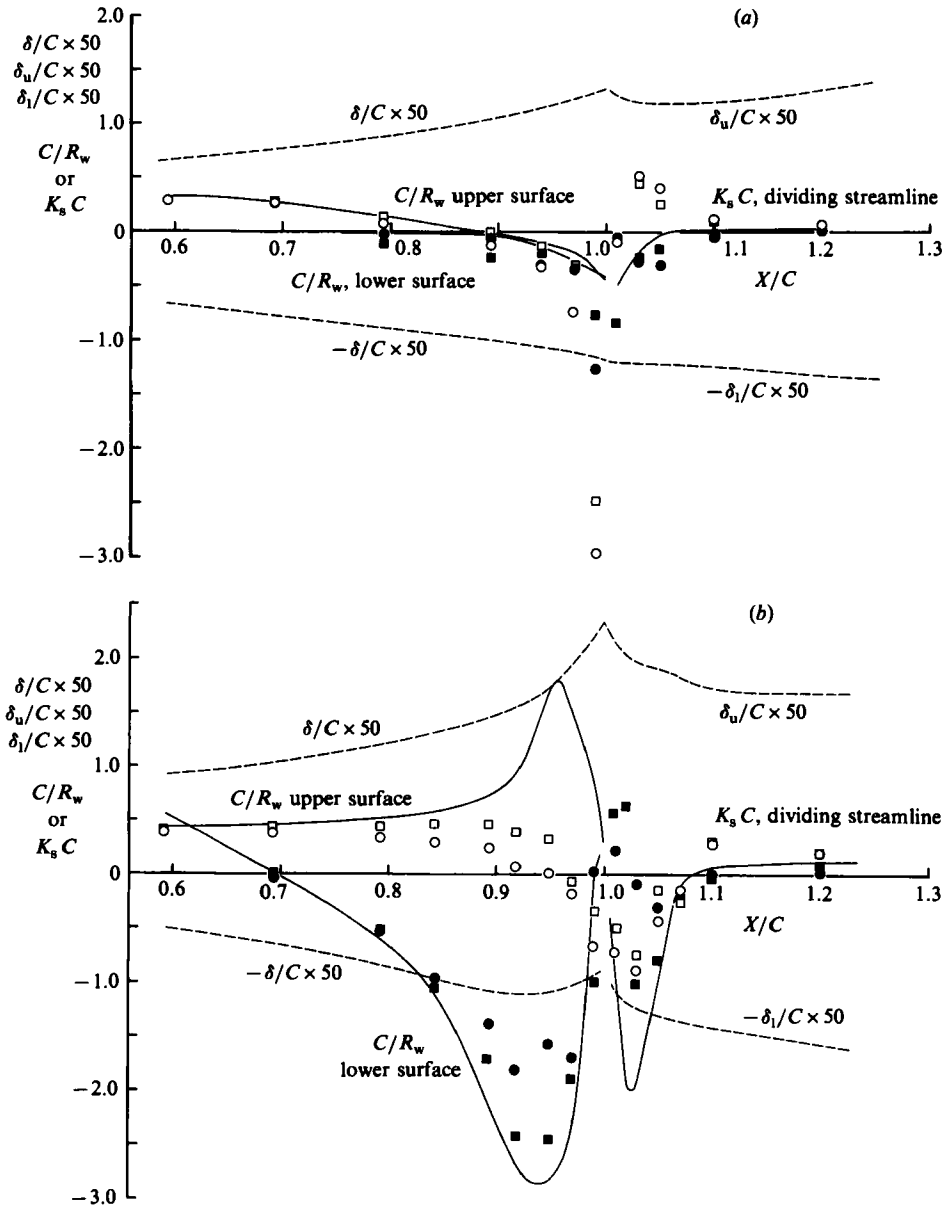 (a)
2.0
δ/C × 50
δu/C × 50
δl/C × 50
1.0
C/Rw
or
KsC
0
−1.0
−2.0
−3.0
δ/C × 50
δu/C × 50
C/Rw upper surface
KsC, dividing streamline
0.6 0.7 0.8 0.9 1.0 1.1 1.2 1.3
X/C
C/Rw, lower surface
−δ/C × 50
−δl/C × 50
(b)
2.0
δ/C × 50
δu/C × 50
δl/C × 50
1.0
C/Rw
or
KsC
0
−1.0
−2.0
−3.0
δ/C × 50
δu/C × 50
C/Rw upper surface
KsC, dividing streamline
0.6 0.7 0.8 0.9 1.0 1.1 1.2 1.3
X/C
−δ/C × 50
−δl/C × 50
C/Rw
lower surface